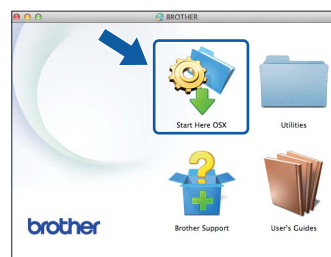 BROTHER
Start Here OSX
Utilities
Brother Support
User's Guides
brother